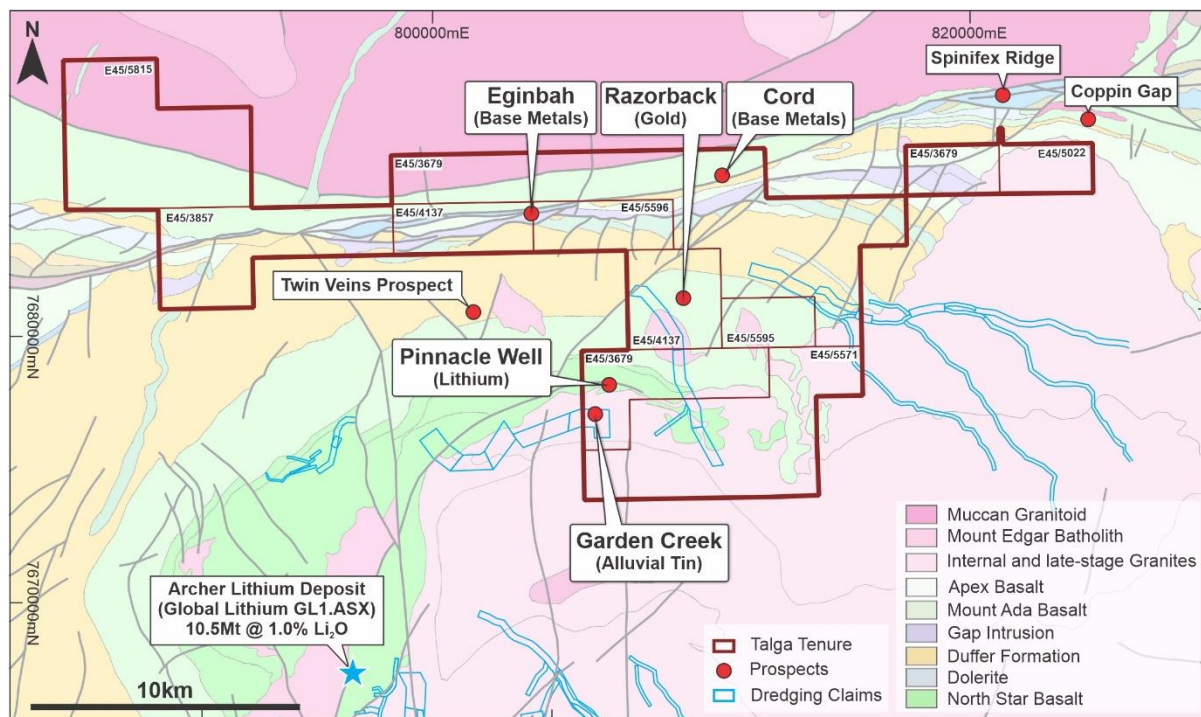 N
800000mE
820000mE
E45/5815
Spinifex Ridge
Coppin Gap
Eginbah
(Base Metals)
Razorback
(Gold)
Cord
(Base Metals)
E45/3679
E45/3679
E45/5022
E45/3857
E45/4137
E45/5596
Twin Veins Prospect
7680000mN
Pinnacle Well
(Lithium)
E45/3679
E45/4137
E45/5595
E45/5571
Garden Creek
(Alluvial Tin)
7670000mN
Archer Lithium Deposit
(Global Lithium GL1.ASX)
10.5Mt @ 1.0% Li₂O
10km
Talga Tenure
Prospects
Dredging Claims
Muccan Granitoid
Mount Edgar Batholith
Internal and late-stage Granites
Apex Basalt
Mount Ada Basalt
Gap Intrusion
Duffer Formation
Dolerite
North Star Basalt